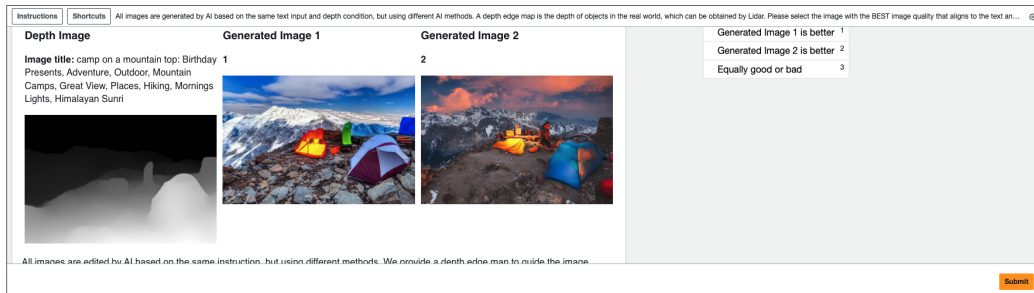 Instructions Shortcuts All images are generated by AI based on the same text input and depth condition, but using different AI methods. A depth edge map is the depth of objects in the real world, which can be obtained by Lidar. Please select the image with the BEST image quality that aligns to the text an…
Depth Image Generated Image 1 Generated Image 2
Generated Image 1 is better 1
Generated Image 2 is better 2
Equally good or bad 3
Image title: camp on a mountain top: Birthday
Presents, Adventure, Outdoor, Mountain
Camps, Great View, Places, Hiking, Mornings
Lights, Himalayan Sunri
1
2
All images are edited by AI based on the same instruction, but using different methods. We provide a depth edge map to guide the image
Submit